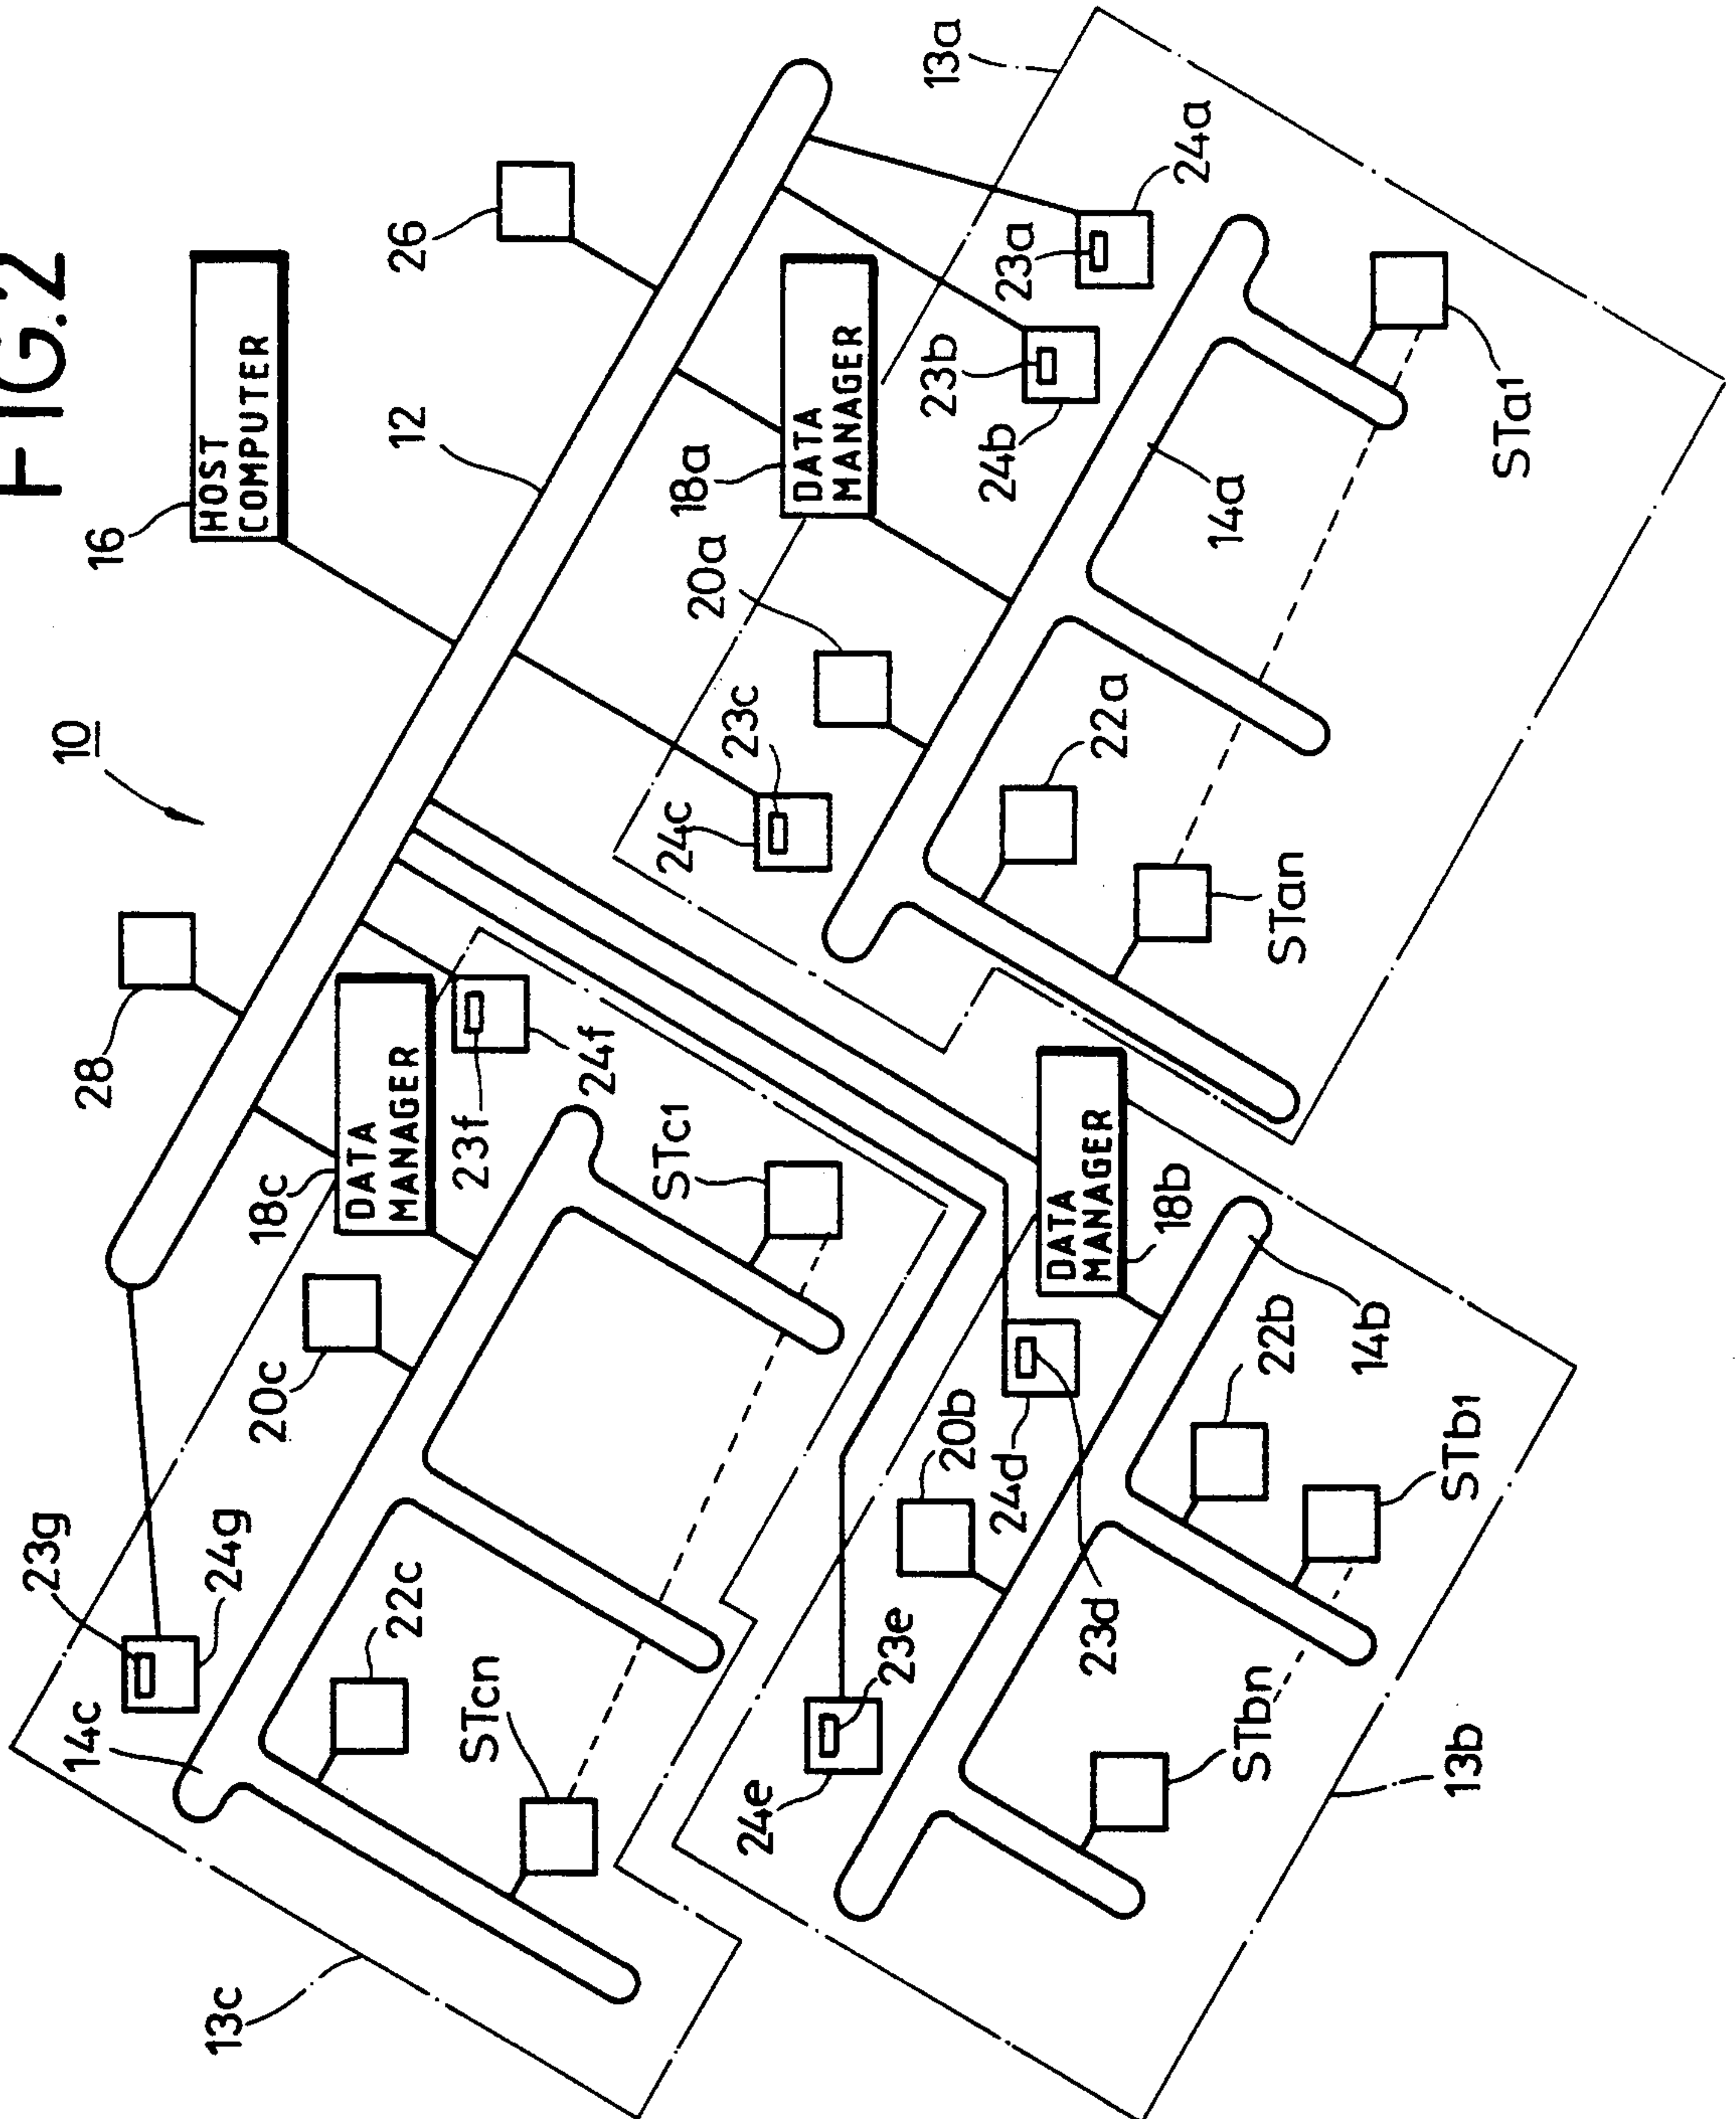 FIG.2
10
16
HOST
COMPUTER
26
12
28
18a
DATA
MANAGER
13a
23a
24a
23b
24b
20a
23c
24c
14a
22a
STa1
STan
18c
DATA
MANAGER
23f
24f
20c
STc1
23g
24g
14c
22c
STcn
13c
DATA
MANAGER
18b
14b
20b
24d
23d
22b
STb1
23e
24e
STbn
13b